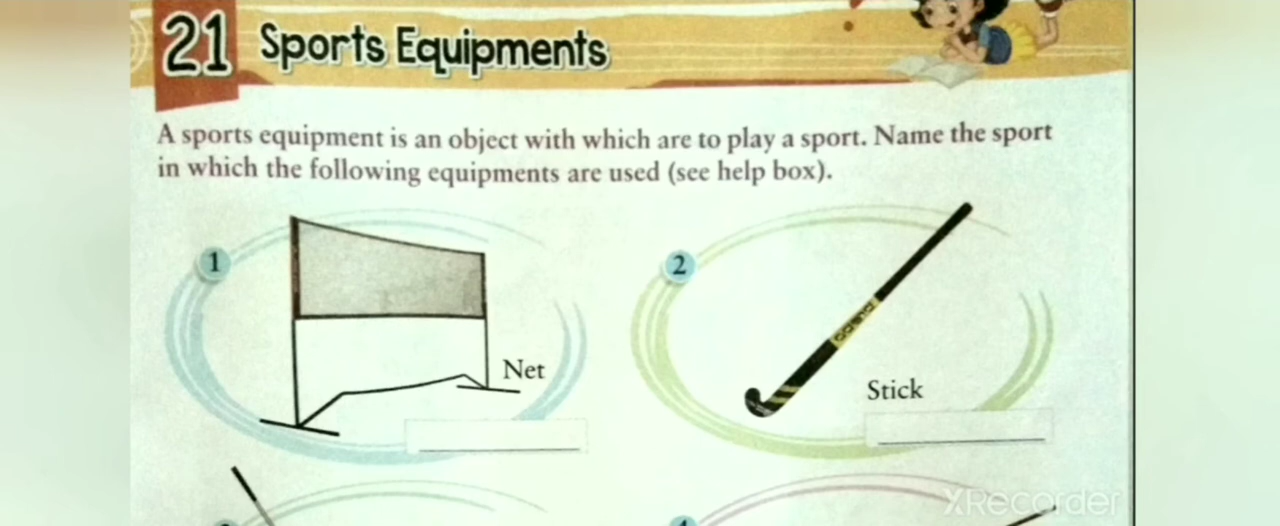 21 Sports Equipments
A sports equipment is an object with which are to play a sport. Name the sport
in which the following equipments are used (see help box).
1
2
Net
Stick
4
XRecorder